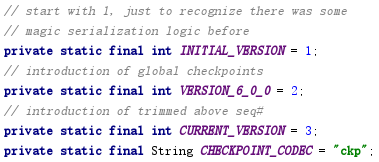 // start with 1, just to recognize there was some
// magic serialization logic before
private static final int INITIAL_VERSION = 1;
// introduction of global checkpoints
private static final int VERSION_6_0_0 = 2;
// introduction of trimmed above seq#
private static final int CURRENT_VERSION = 3;
private static final String CHECKPOINT_CODEC = "ckp";